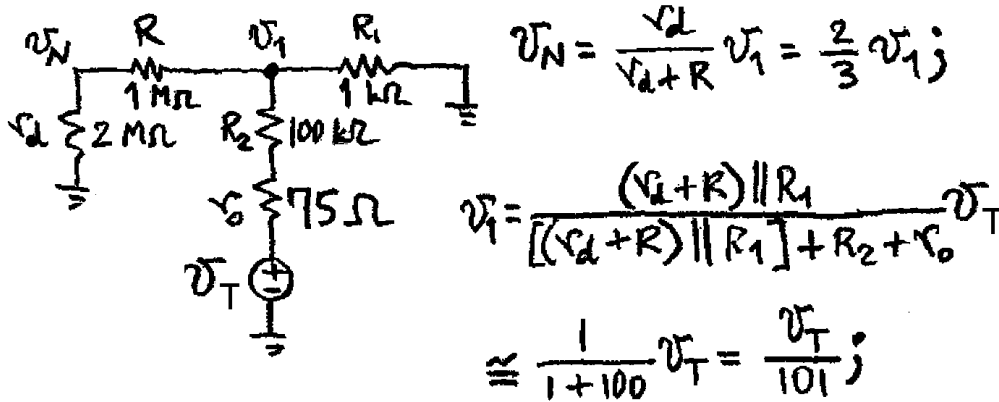 v_N R v_1 R_1
1 MΩ 1 kΩ
r_d 2 MΩ R_2 100 kΩ
r_o 75 Ω
v_T + -
v_N = r_d / (r_d + R) v_1 = 2/3 v_1;
v_1 = (r_d + R) || R_1 / ([(r_d + R) || R_1] + R_2 + r_o) v_T
≅ 1 / (1 + 100) v_T = v_T / 101;